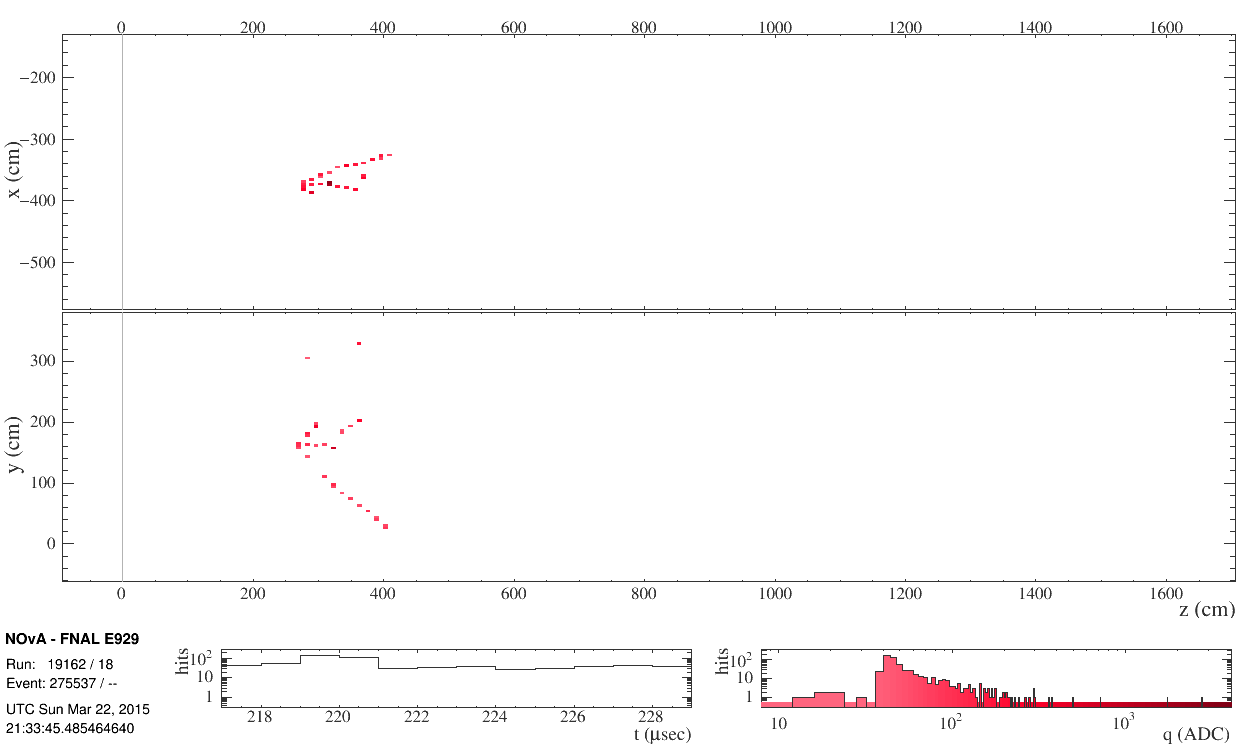 0 200 400 600 800 1000 1200 1400 1600
x (cm)
−200
−300
−400
−500
y (cm)
300
200
100
0
0 200 400 600 800 1000 1200 1400 1600
z (cm)
NOvA - FNAL E929
Run: 19162 / 18
Event: 275537 / --
UTC Sun Mar 22, 2015
21:33:45.485464640
hits
10²
10
1
218 220 222 224 226 228
t (μsec)
hits
10²
10
1
10 10² 10³
q (ADC)